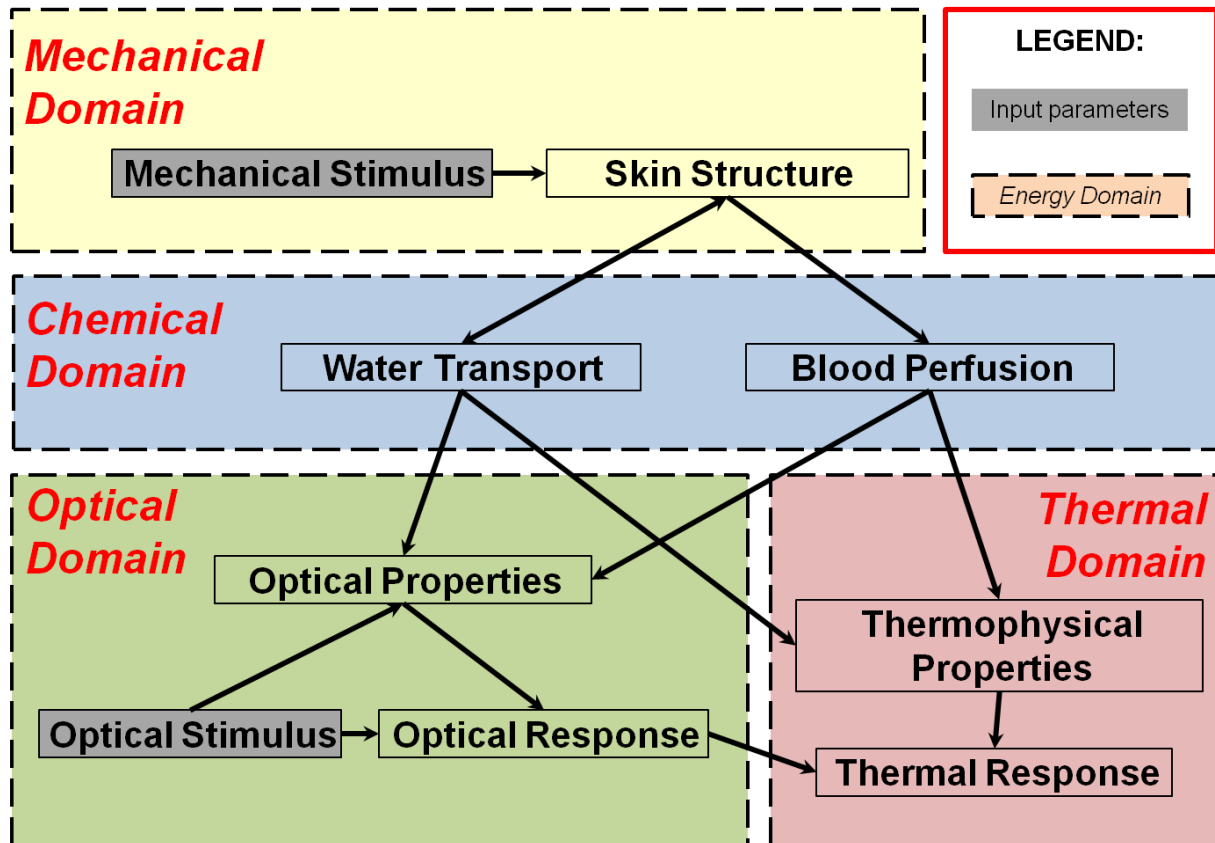 Mechanical
Domain
LEGEND:
Input parameters
Energy Domain
Mechanical Stimulus
Skin Structure
Chemical
Domain
Water Transport
Blood Perfusion
Optical
Domain
Thermal
Domain
Optical Properties
Thermophysical
Properties
Optical Stimulus
Optical Response
Thermal Response